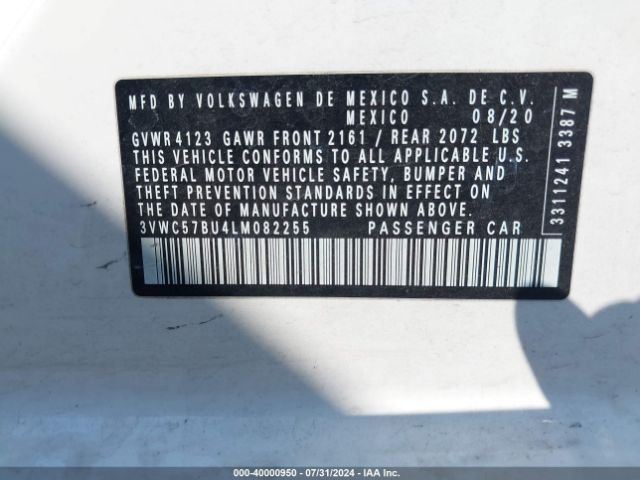 MFD BY VOLKSWAGEN DE MEXICO S.A. DE C.V.
MEXICO 08/20
GVWR 4123 GAWR FRONT 2161 / REAR 2072 LBS
THIS VEHICLE CONFORMS TO ALL APPLICABLE U.S.
FEDERAL MOTOR VEHICLE SAFETY, BUMPER AND
THEFT PREVENTION STANDARDS IN EFFECT ON
THE DATE OF MANUFACTURE SHOWN ABOVE.
3VWC57BU4LM082255 PASSENGER CAR
3311241 3387 M
000-40000950 - 07/31/2024 - IAAI.COM